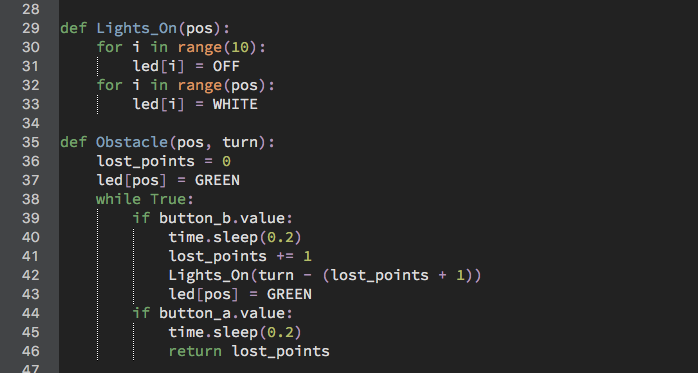 28
29 def Lights_On(pos):
30     for i in range(10):
31         led[i] = OFF
32     for i in range(pos):
33         led[i] = WHITE
34
35 def Obstacle(pos, turn):
36     lost_points = 0
37     led[pos] = GREEN
38     while True:
39         if button_b.value:
40             time.sleep(0.2)
41             lost_points += 1
42             Lights_On(turn - (lost_points + 1))
43             led[pos] = GREEN
44         if button_a.value:
45             time.sleep(0.2)
46             return lost_points
47